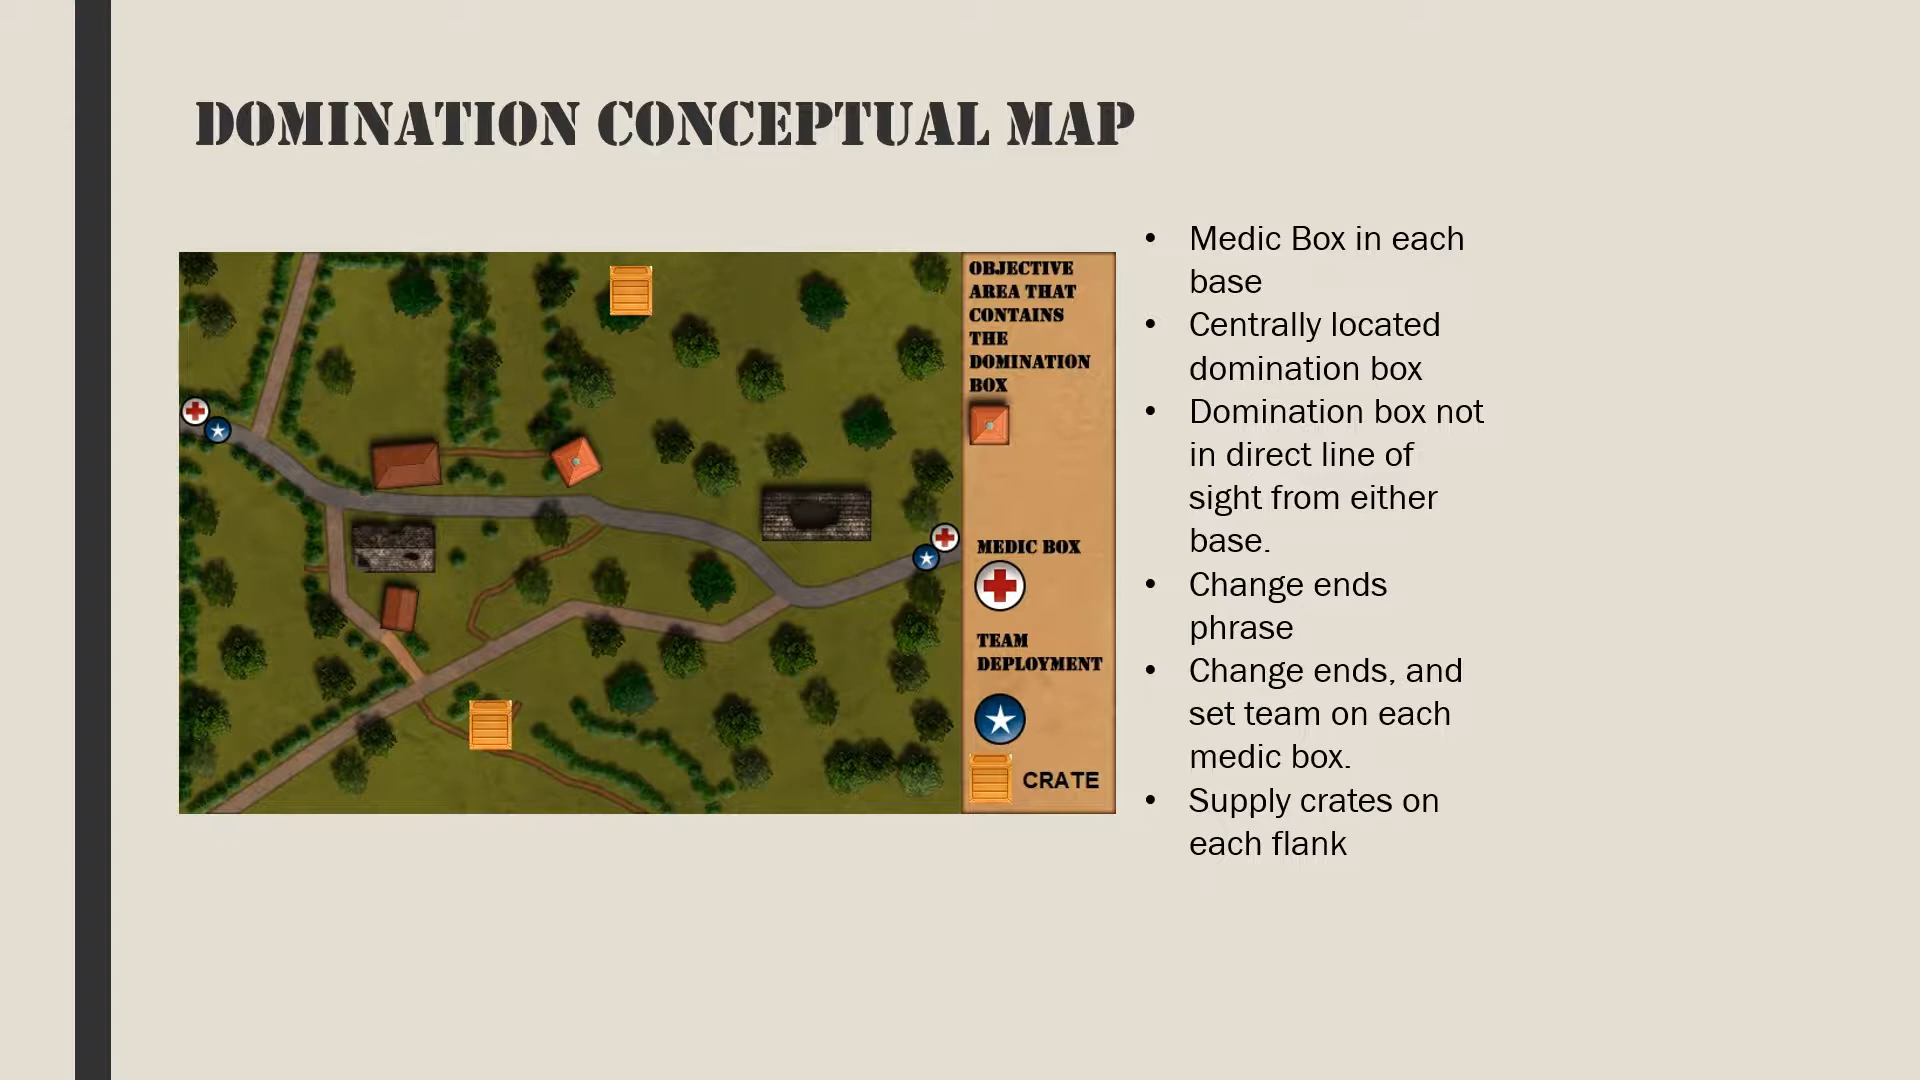 DOMINATION CONCEPTUAL MAP
OBJECTIVE
AREA THAT
CONTAINS
THE
DOMINATION
BOX
MEDIC BOX
TEAM
DEPLOYMENT
CRATE
• Medic Box in each
base
• Centrally located
domination box
• Domination box not
in direct line of
sight from either
base.
• Change ends
phrase
• Change ends, and
set team on each
medic box.
• Supply crates on
each flank